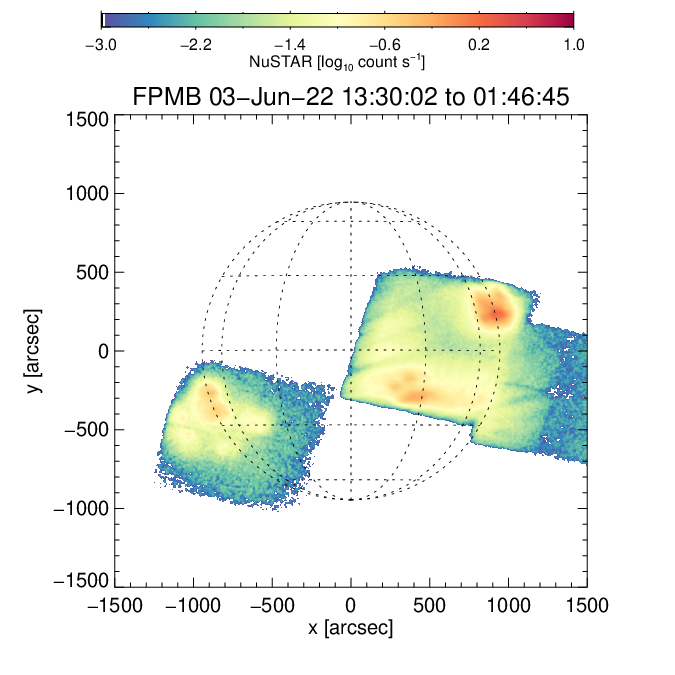 −3.0 −2.2 −1.4 −0.6 0.2 1.0
NuSTAR [log₁₀ count s⁻¹]
FPMB 03−Jun−22 13:30:02 to 01:46:45
1500
1000
500
0
−500
−1000
−1500
y [arcsec]
−1500 −1000 −500 0 500 1000 1500
x [arcsec]